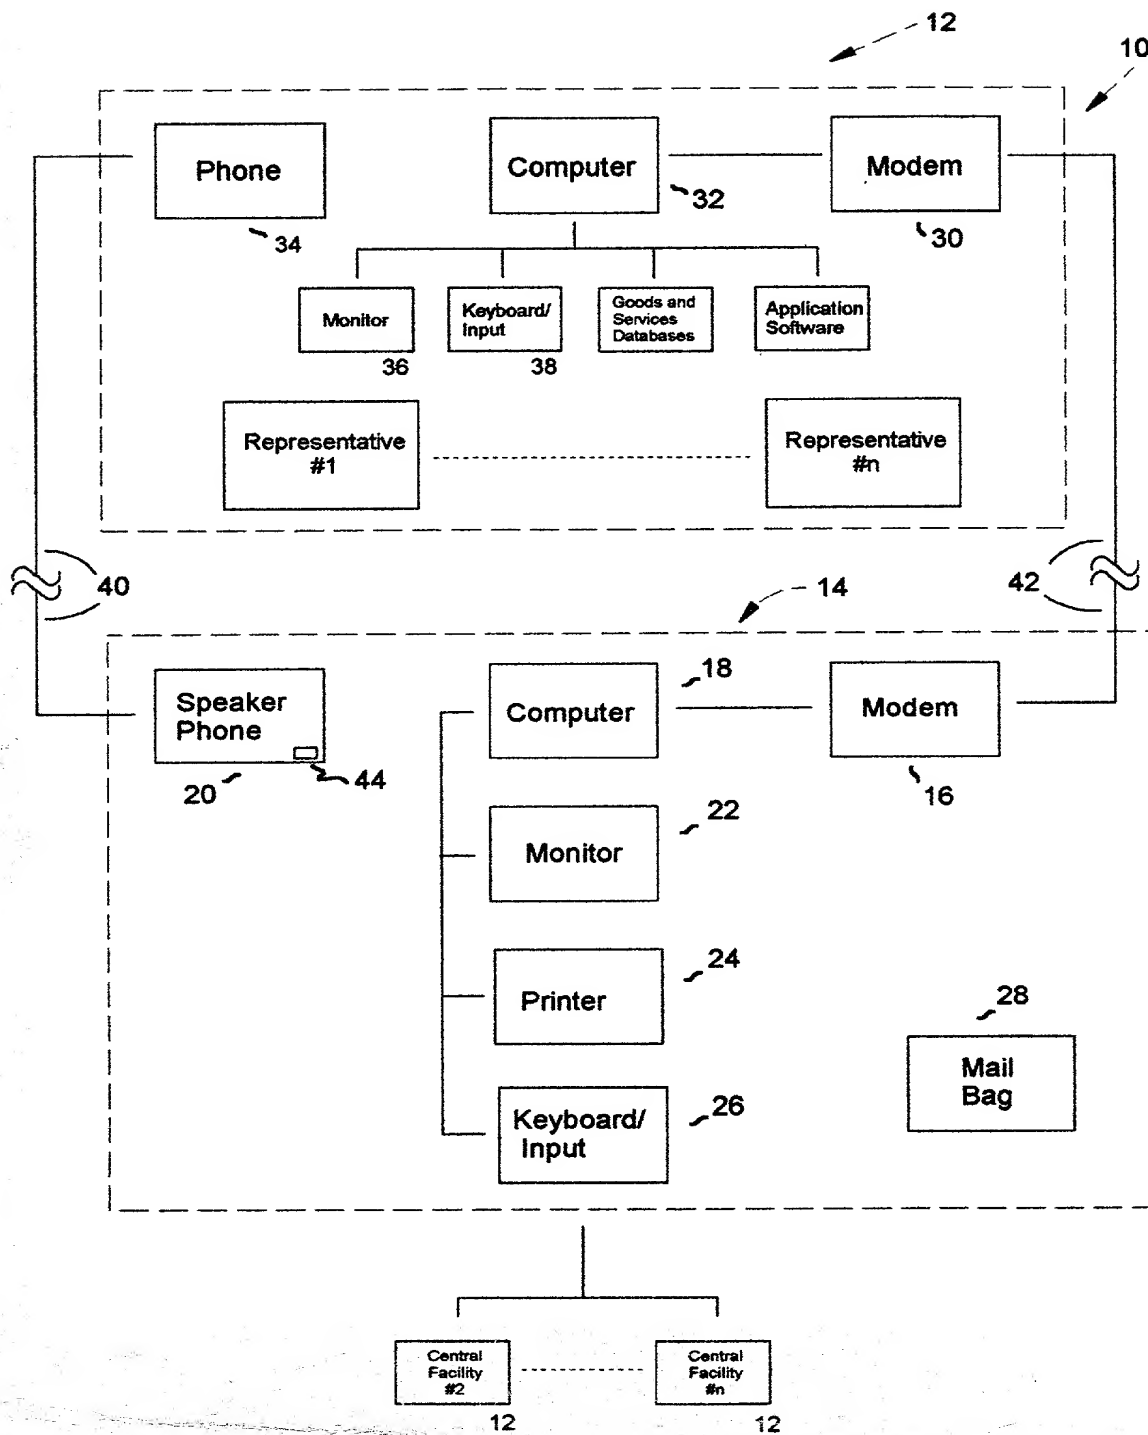 12
10
Phone
34
Computer
32
Modem
30
Monitor
36
Keyboard/
Input
38
Goods and
Services
Databases
Application
Software
Representative
#1
Representative
#n
40
42
14
Speaker
Phone
20
44
Computer
18
Modem
16
Monitor
22
Printer
24
Keyboard/
Input
26
28
Mail
Bag
Central
Facility
#2
12
Central
Facility
#n
12